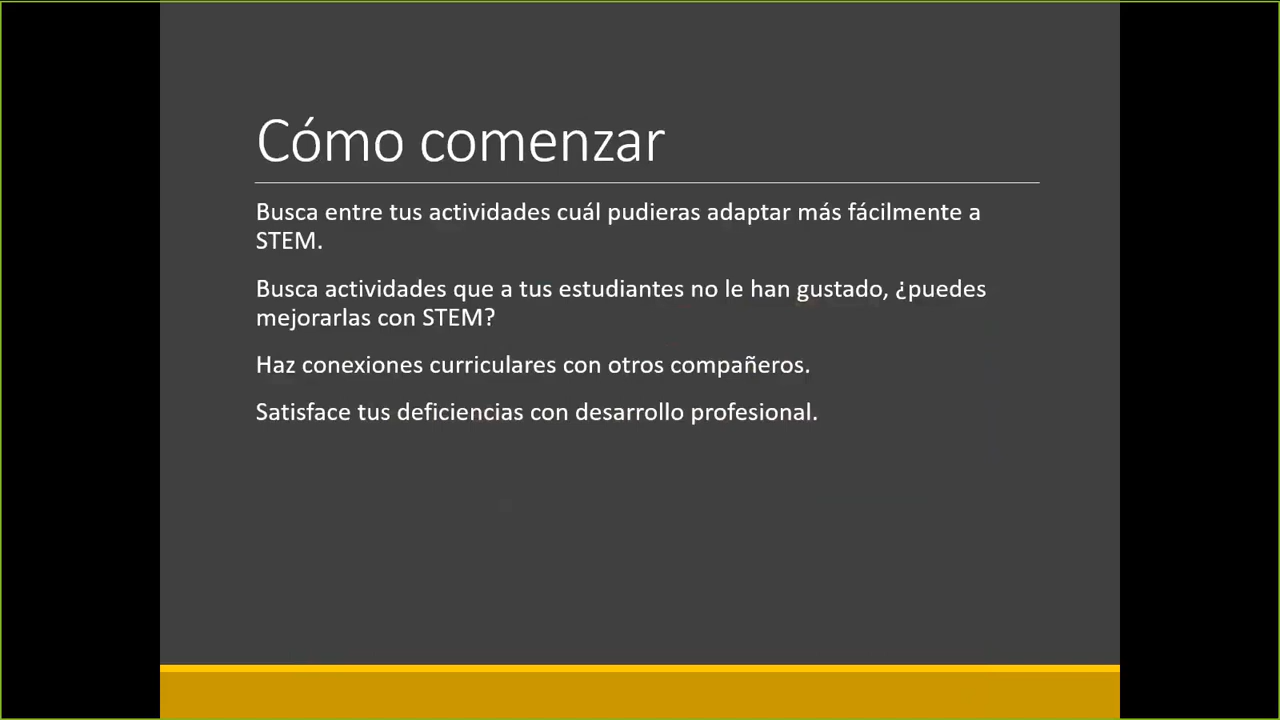 Cómo comenzar
Busca entre tus actividades cuál pudieras adaptar más fácilmente a
STEM.
Busca actividades que a tus estudiantes no le han gustado, ¿puedes
mejorarlas con STEM?
Haz conexiones curriculares con otros compañeros.
Satisface tus deficiencias con desarrollo profesional.